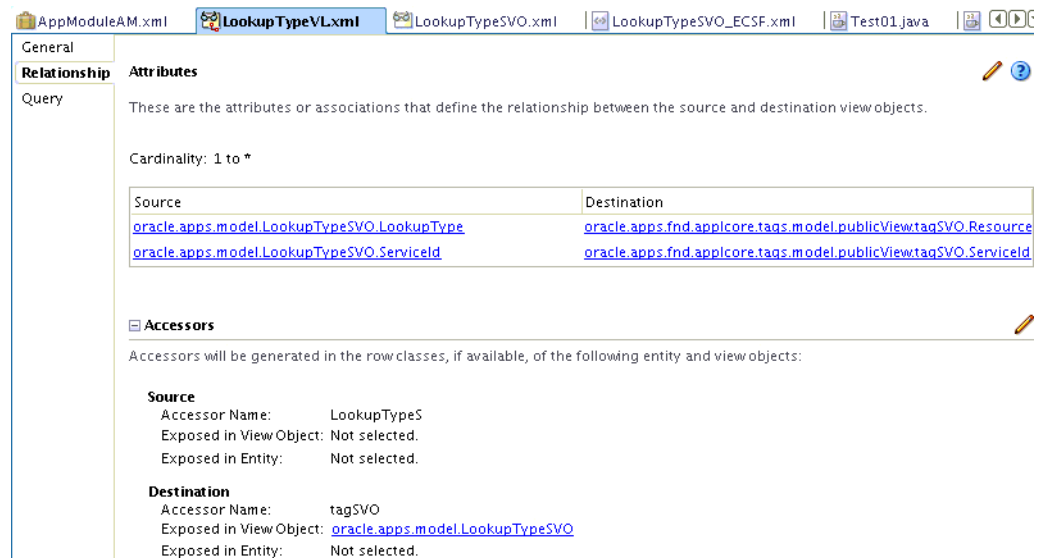 AppModuleAM.xml LookupTypeVL.xml LookupTypeSVO.xml LookupTypeSVO_ECSF.xml Test01.java
General
Relationship
Query
Attributes
These are the attributes or associations that define the relationship between the source and destination view objects.
Cardinality: 1 to *
Source Destination
oracle.apps.model.LookupTypeSVO.LookupType oracle.apps.fnd.applcore.tags.model.publicView.tagSVO.Resource
oracle.apps.model.LookupTypeSVO.ServiceId oracle.apps.fnd.applcore.tags.model.publicView.tagSVO.ServiceId
Accessors
Accessors will be generated in the row classes, if available, of the following entity and view objects:
Source
Accessor Name: LookupTypeS
Exposed in View Object: Not selected.
Exposed in Entity: Not selected.
Destination
Accessor Name: tagSVO
Exposed in View Object: oracle.apps.model.LookupTypeSVO
Exposed in Entity: Not selected.